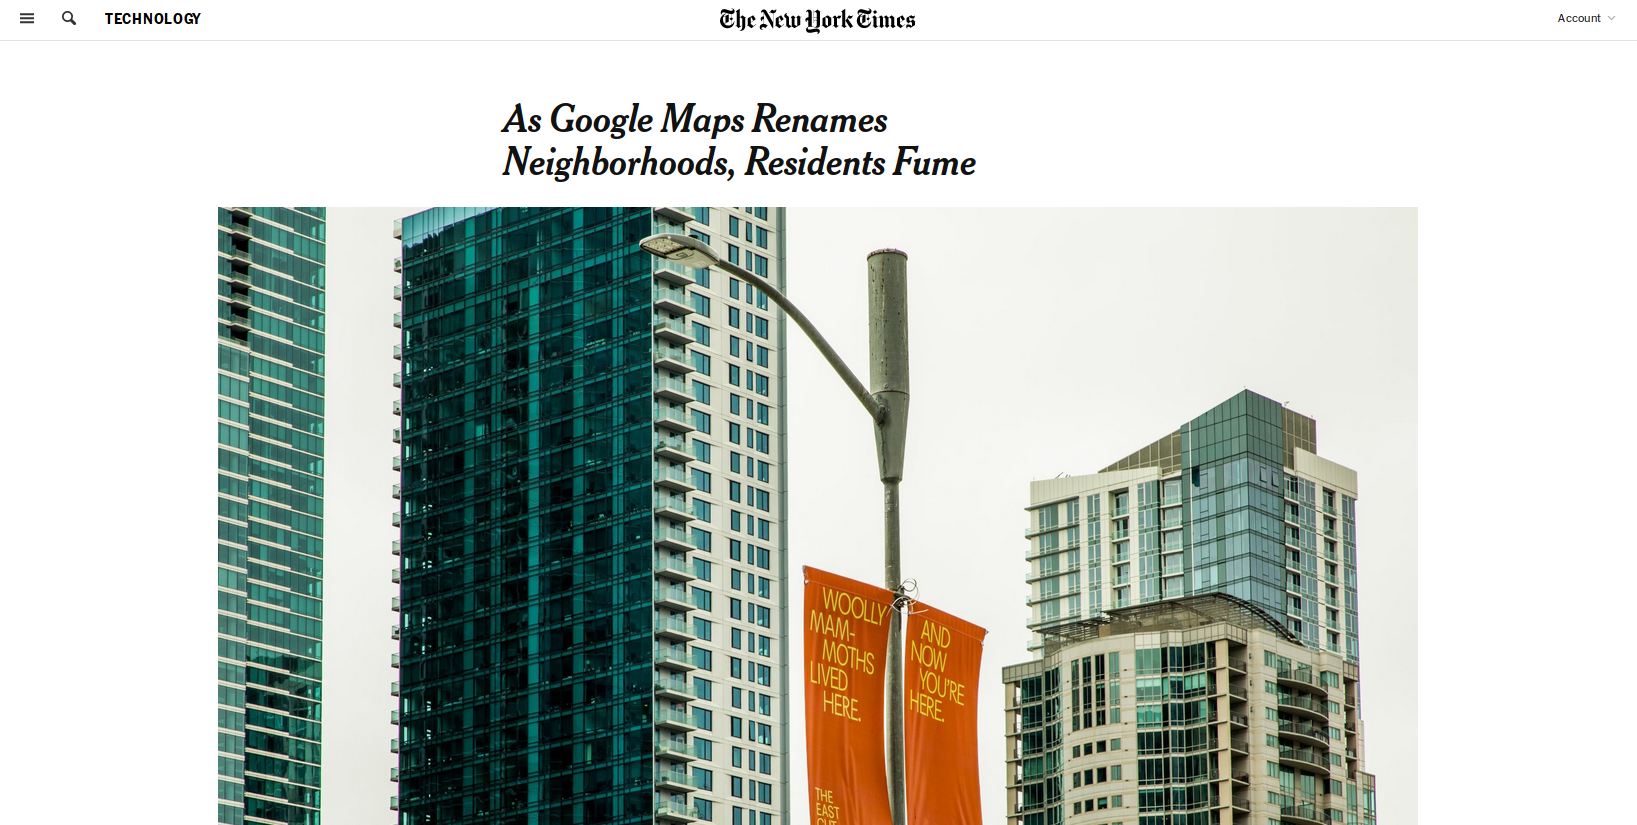 TECHNOLOGY
The New York Times
Account
As Google Maps Renames
Neighborhoods, Residents Fume
WOOLLY
MAM-
MOTHS
LIVED
HERE.
AND
NOW
YOU'RE
HERE.
THE
EAST
CUT